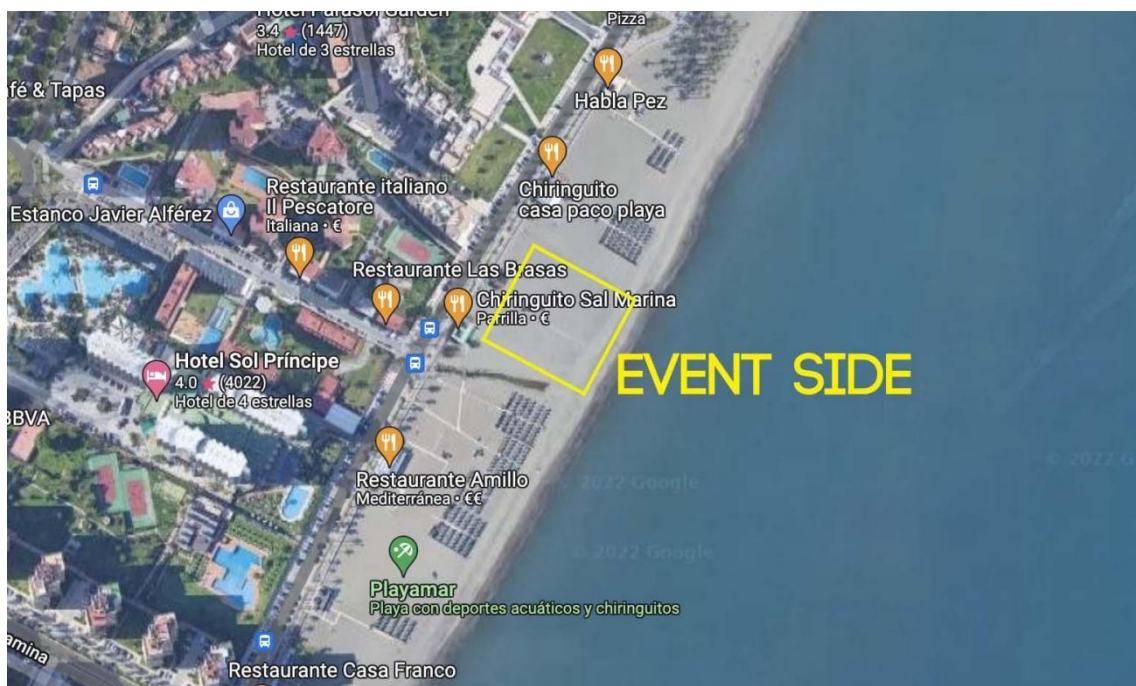 Hotel Parasol Garden
3.4 ★ (1447)
Hotel de 3 estrellas
Pizza
fé & Tapas
Habla Pez
Chiringuito
casa paco playa
Restaurante italiano
Il Pescatore
Italiana • €
Estanco Javier Alférez
Restaurante Las Brasas
Chiringuito Sal Marina
Parrilla • €
Hotel Sol Príncipe
4.0 ★ (4022)
Hotel de 4 estrellas
EVENT SIDE
BBVA
Restaurante Amillo
Mediterránea • €€
© 2022 G
2022 Google
© 2022 Google
Playamar
Playa con deportes acuáticos y chiringuitos
amina
Restaurante Casa Franco